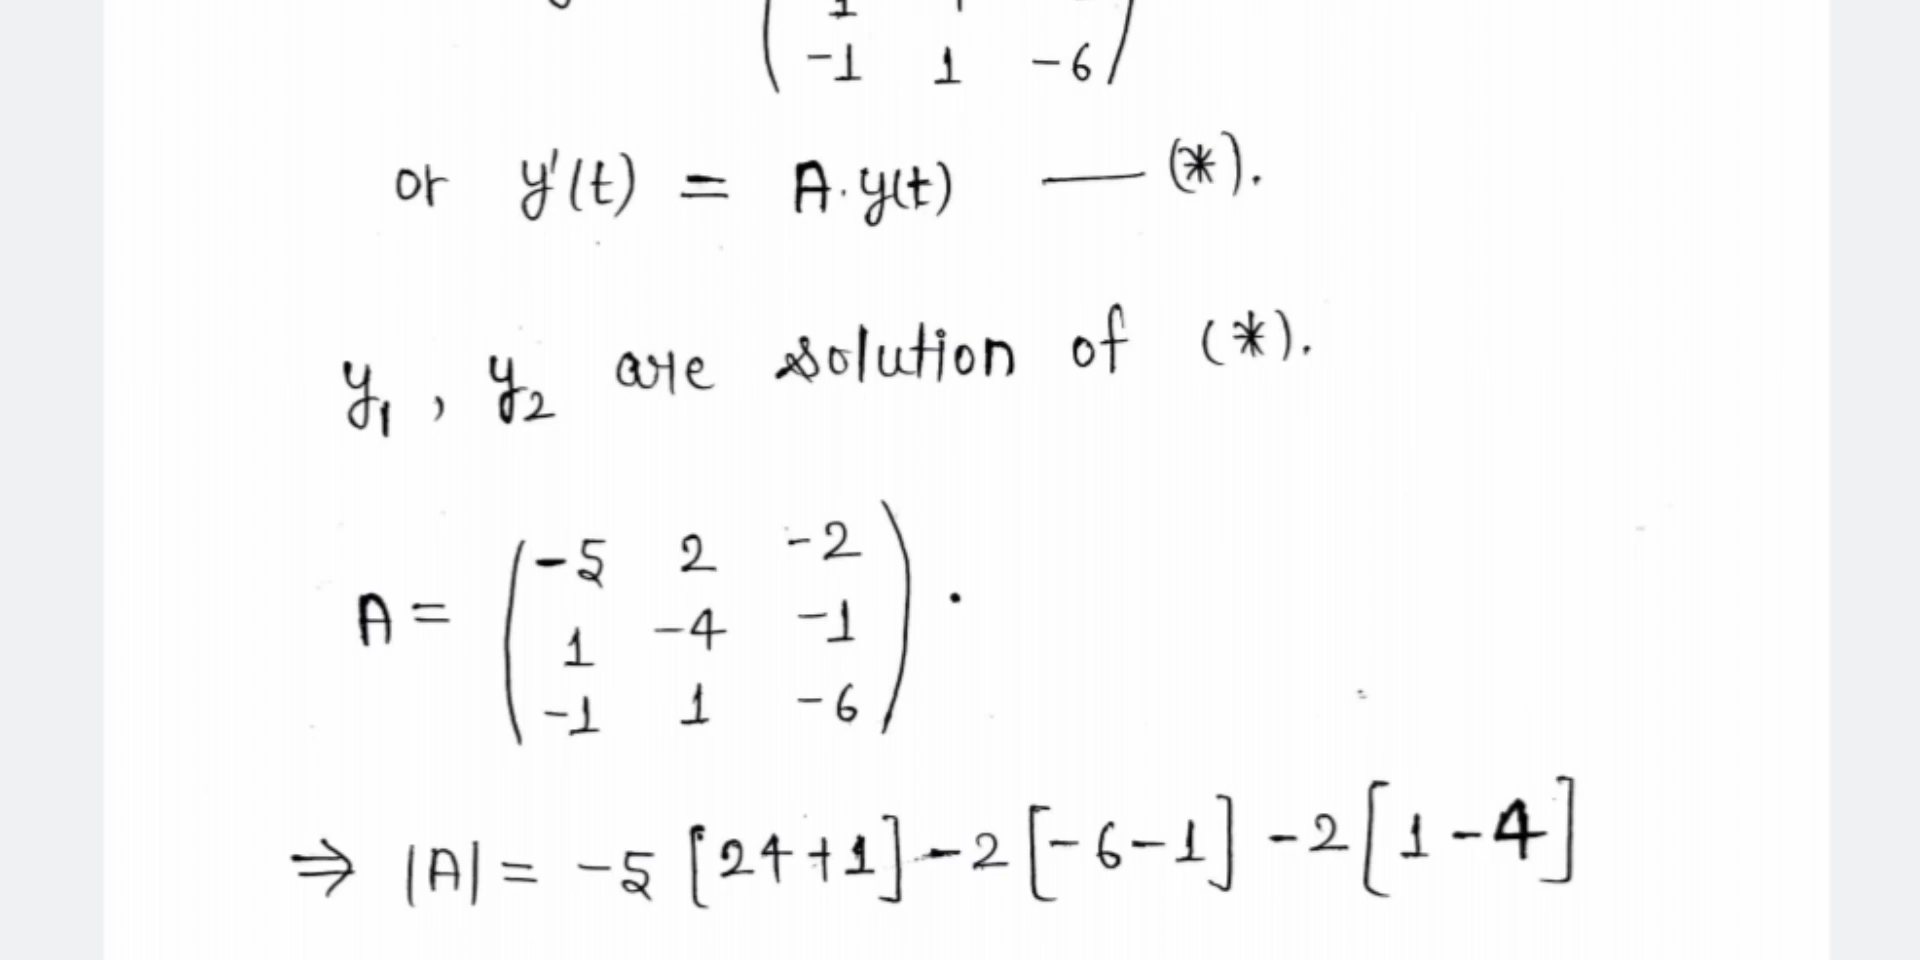 -1 1 -6
or y'(t) = A.y(t) — (*).
y₁, y₂ are solution of (*).
-5 2 -2
A = 1 -4 -1 .
-1 1 -6
⇒ |A| = -5 [24+1] -2 [-6-1] -2 [1-4]